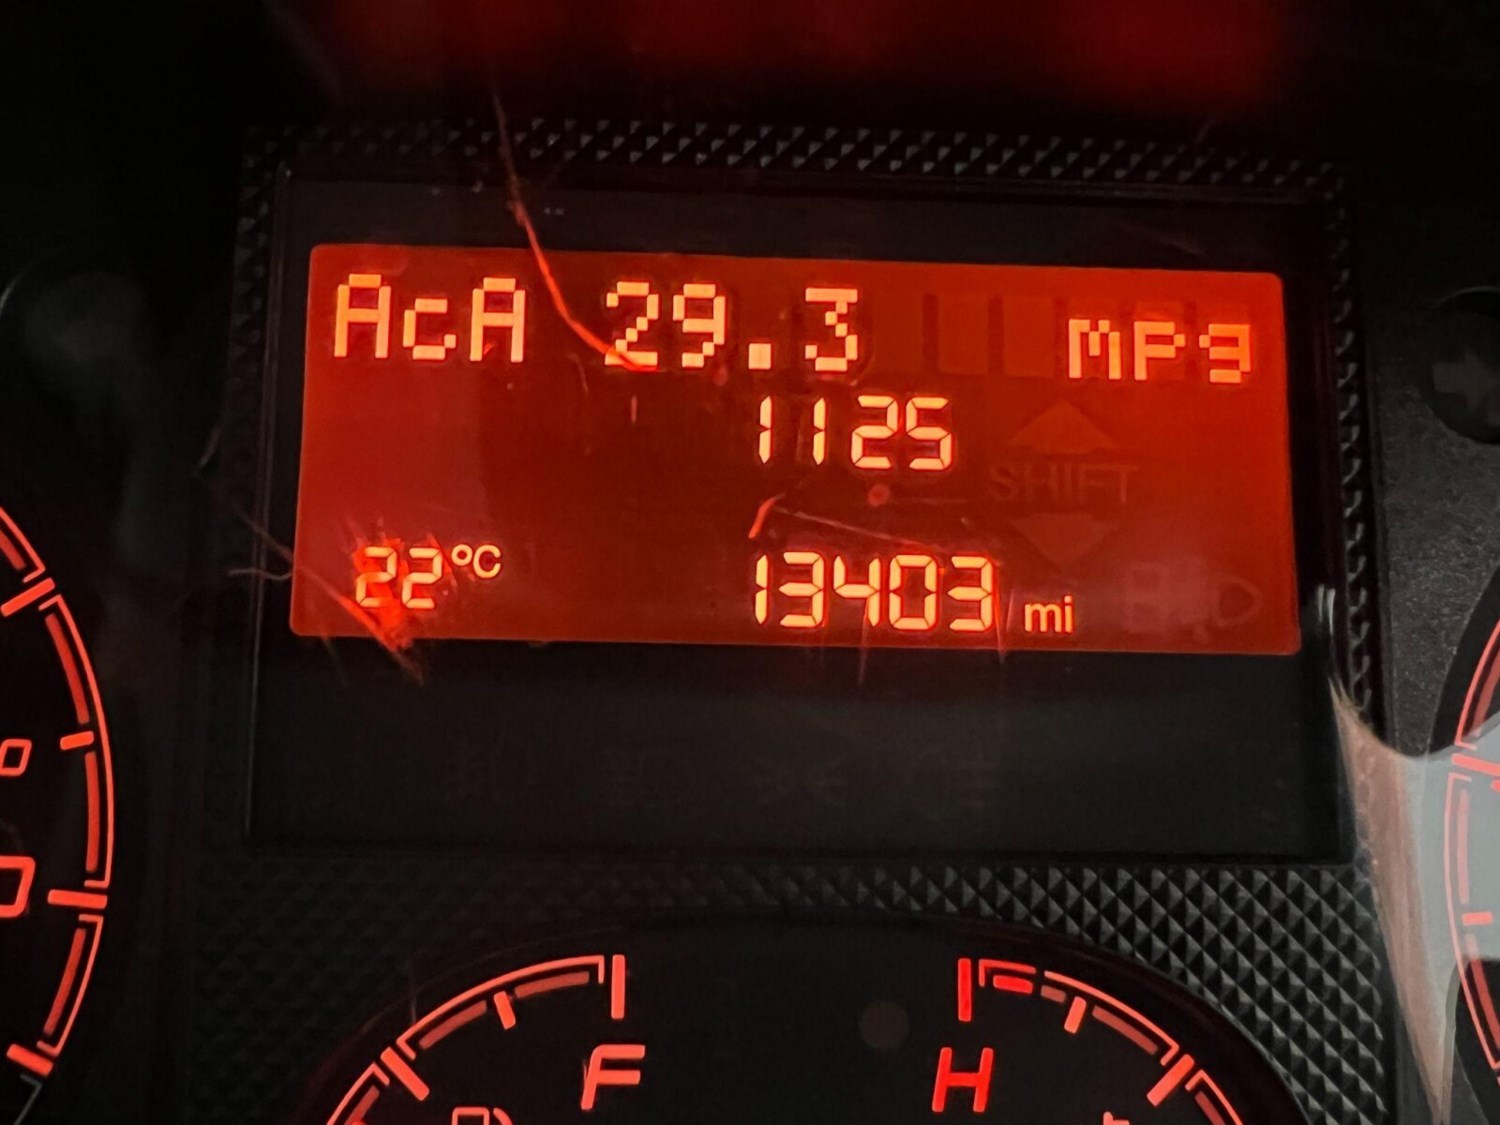 AcA 29.3 mpg
1125
SHIFT
22°C 13403 mi
F H